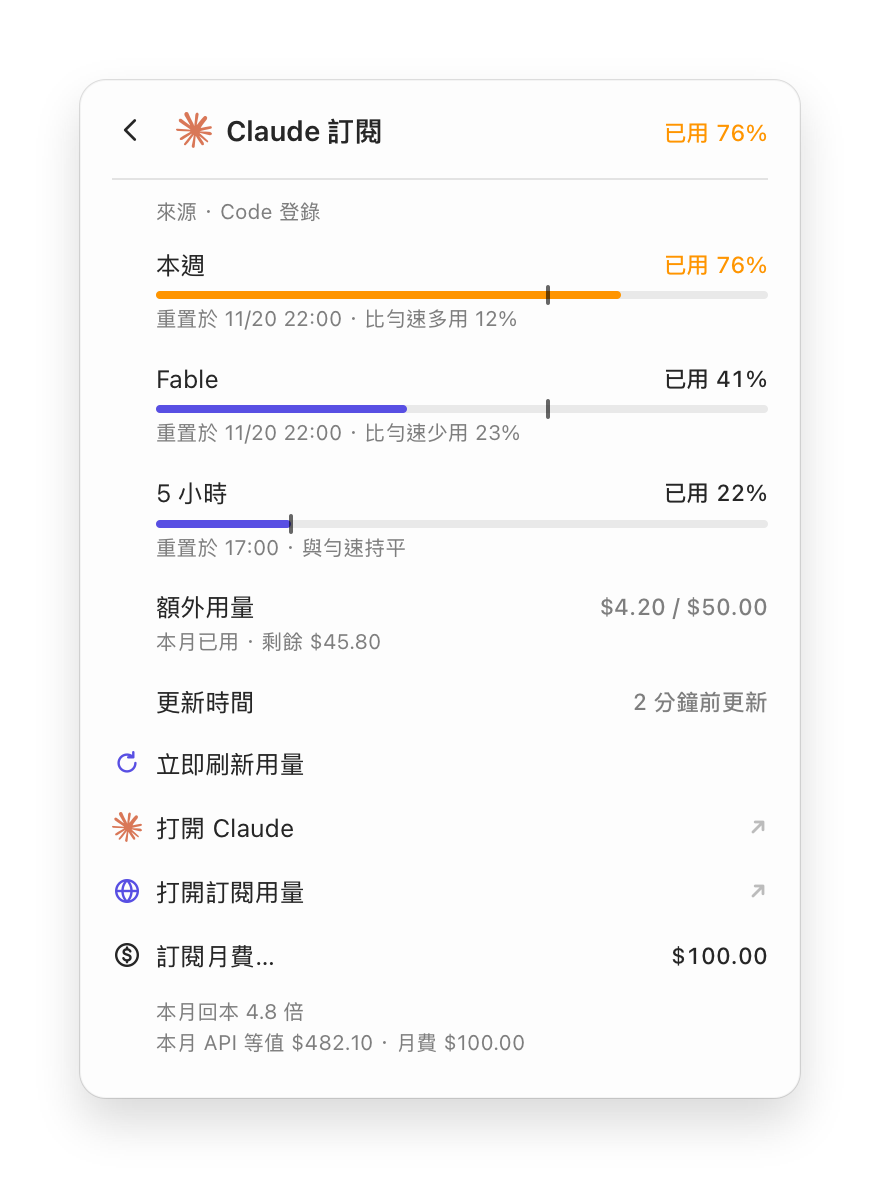 Claude 訂閱
已用 76%
來源 · Code 登錄
本週
已用 76%
重置於 11/20 22:00 · 比勻速多用 12%
Fable
已用 41%
重置於 11/20 22:00 · 比勻速少用 23%
5 小時
已用 22%
重置於 17:00 · 與勻速持平
額外用量
$4.20 / $50.00
本月已用 · 剩餘 $45.80
更新時間
2 分鐘前更新
立即刷新用量
打開 Claude
打開訂閱用量
訂閱月費...
$100.00
本月回本 4.8 倍
本月 API 等值 $482.10 · 月費 $100.00